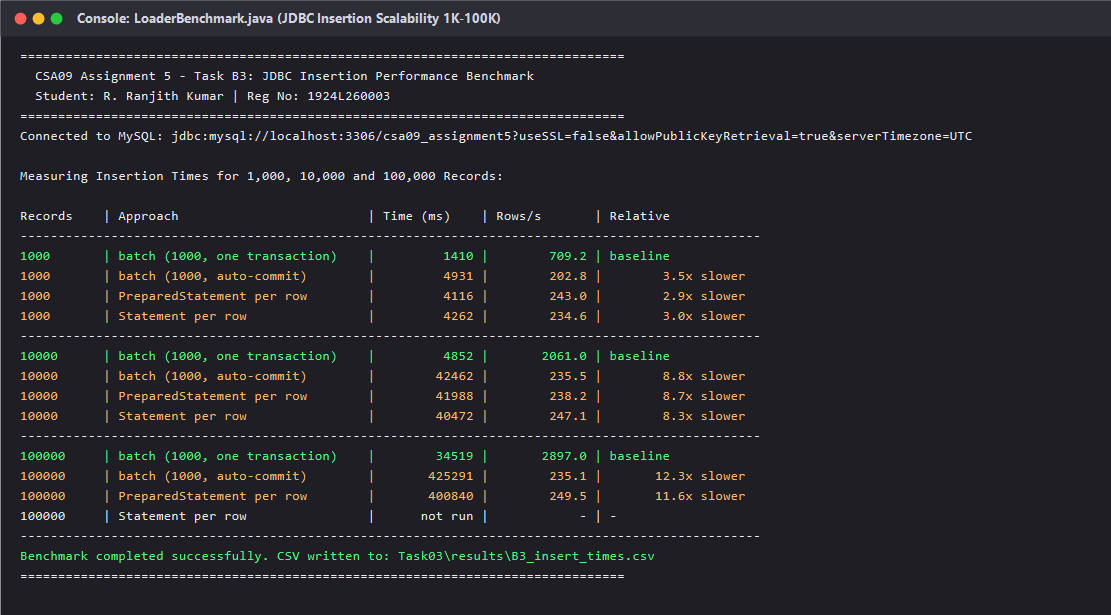 Console: LoaderBenchmark.java (JDBC Insertion Scalability 1K-100K)
================================================================================
CSA09 Assignment 5 - Task B3: JDBC Insertion Performance Benchmark
Student: R. Ranjith Kumar | Reg No: 1924L260003
================================================================================
Connected to MySQL: jdbc:mysql://localhost:3306/csa09_assignment5?useSSL=false&allowPublicKeyRetrieval=true&serverTimezone=UTC
Measuring Insertion Times for 1,000, 10,000 and 100,000 Records:
Records | Approach | Time (ms) | Rows/s | Relative
--------------------------------------------------------------------------------------------------
1000 | batch (1000, one transaction) | 1410 | 709.2 | baseline
1000 | batch (1000, auto-commit) | 4931 | 202.8 | 3.5x slower
1000 | PreparedStatement per row | 4116 | 243.0 | 2.9x slower
1000 | Statement per row | 4262 | 234.6 | 3.0x slower
--------------------------------------------------------------------------------------------------
10000 | batch (1000, one transaction) | 4852 | 2061.0 | baseline
10000 | batch (1000, auto-commit) | 42462 | 235.5 | 8.8x slower
10000 | PreparedStatement per row | 41988 | 238.2 | 8.7x slower
10000 | Statement per row | 40472 | 247.1 | 8.3x slower
--------------------------------------------------------------------------------------------------
100000 | batch (1000, one transaction) | 34519 | 2897.0 | baseline
100000 | batch (1000, auto-commit) | 425291 | 235.1 | 12.3x slower
100000 | PreparedStatement per row | 400840 | 249.5 | 11.6x slower
100000 | Statement per row | not run | - | -
--------------------------------------------------------------------------------------------------
Benchmark completed successfully. CSV written to: Task03\results\B3_insert_times.csv
================================================================================